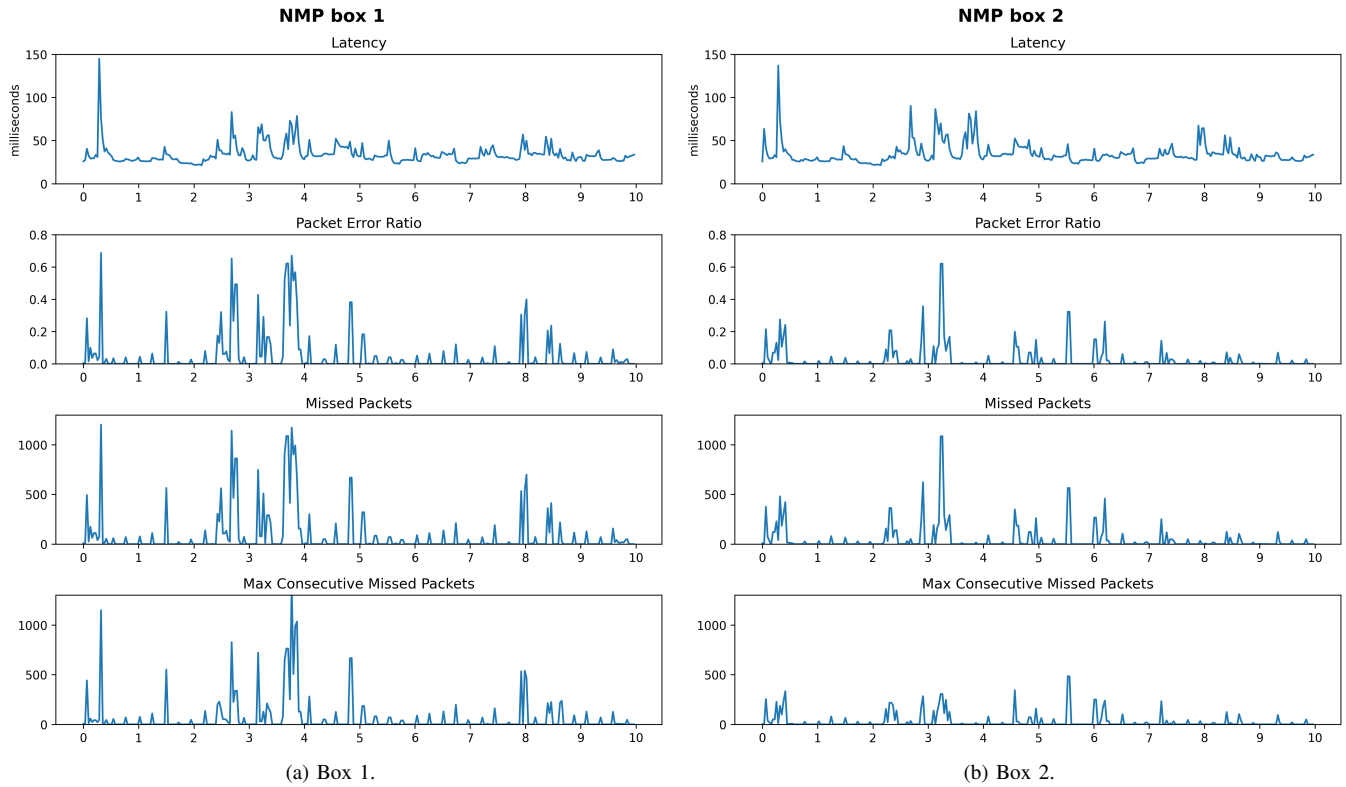 NMP box 1
Latency
milliseconds
150
100
50
0
0 1 2 3 4 5 6 7 8 9 10
Packet Error Ratio
0.8
0.6
0.4
0.2
0.0
0 1 2 3 4 5 6 7 8 9 10
Missed Packets
1000
500
0
0 1 2 3 4 5 6 7 8 9 10
Max Consecutive Missed Packets
1000
500
0
0 1 2 3 4 5 6 7 8 9 10
(a) Box 1.
NMP box 2
Latency
milliseconds
150
100
50
0
0 1 2 3 4 5 6 7 8 9 10
Packet Error Ratio
0.8
0.6
0.4
0.2
0.0
0 1 2 3 4 5 6 7 8 9 10
Missed Packets
1000
500
0
0 1 2 3 4 5 6 7 8 9 10
Max Consecutive Missed Packets
1000
500
0
0 1 2 3 4 5 6 7 8 9 10
(b) Box 2.